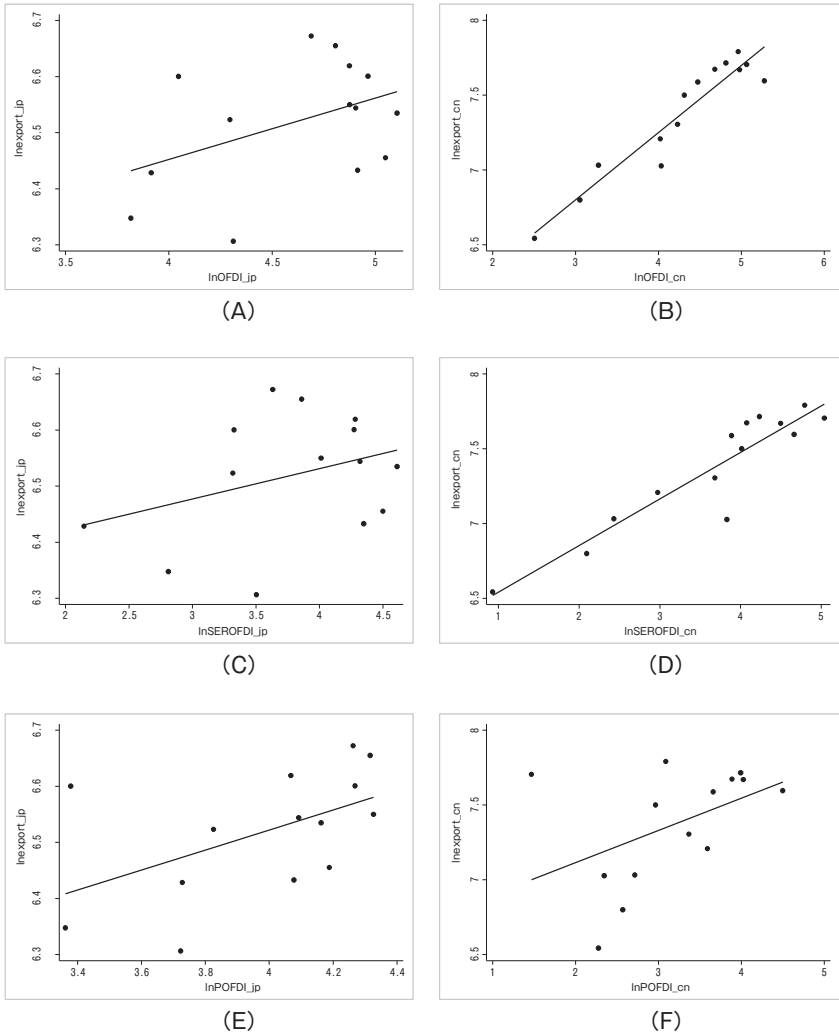 lnexport_jp
6.3 6.4 6.5 6.6 6.7
3.5 4 4.5 5
lnOFDI_jp
(A)
lnexport_cn
6.5 7 7.5 8
2 3 4 5 6
lnOFDI_cn
(B)
lnexport_jp
6.3 6.4 6.5 6.6 6.7
2 2.5 3 3.5 4 4.5
lnSEROFDI_jp
(C)
lnexport_cn
6.5 7 7.5 8
1 2 3 4 5
lnSEROFDI_cn
(D)
lnexport_jp
6.3 6.4 6.5 6.6 6.7
3.4 3.6 3.8 4 4.2 4.4
lnPOFDI_jp
(E)
lnexport_cn
6.5 7 7.5 8
1 2 3 4 5
lnPOFDI_cn
(F)